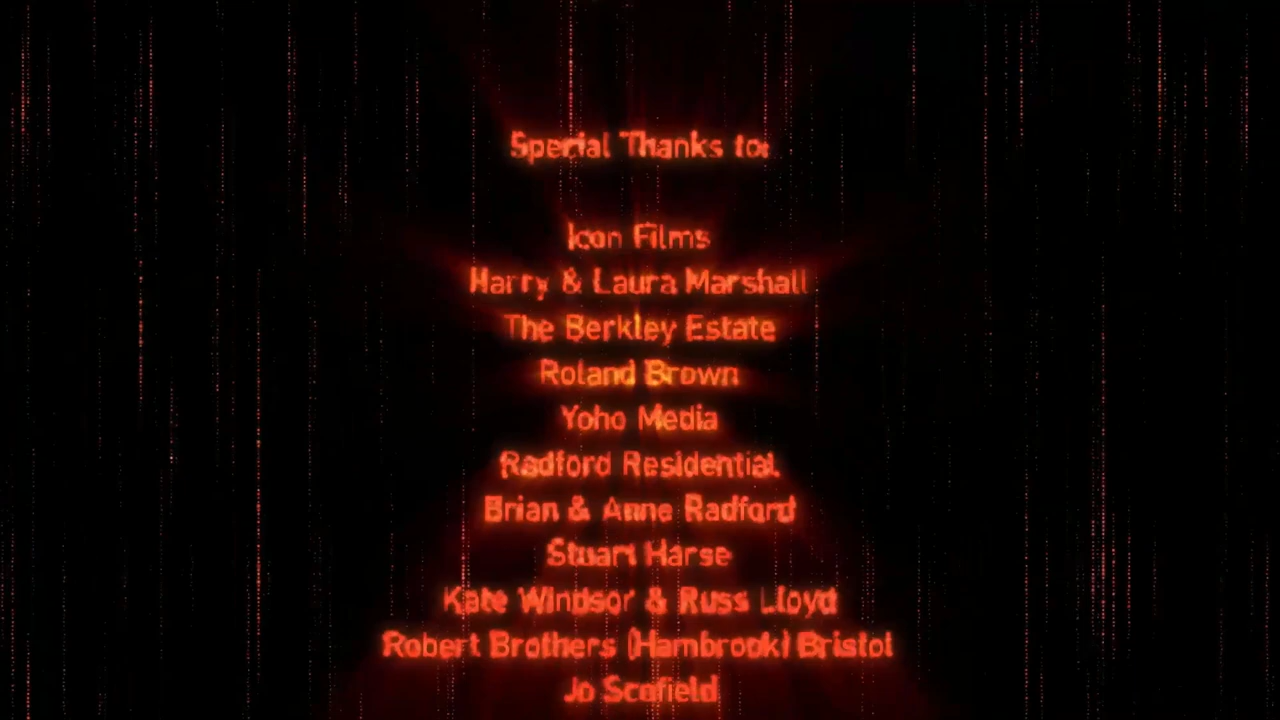 Special Thanks to:
Icon Films
Harry & Laura Marshall
The Berkley Estate
Roland Brown
Yoho Media
Radford Residential
Brian & Anne Radford
Stuart Harse
Kate Windsor & Russ Lloyd
Robert Brothers (Hambrook) Bristol
Jo Scofield